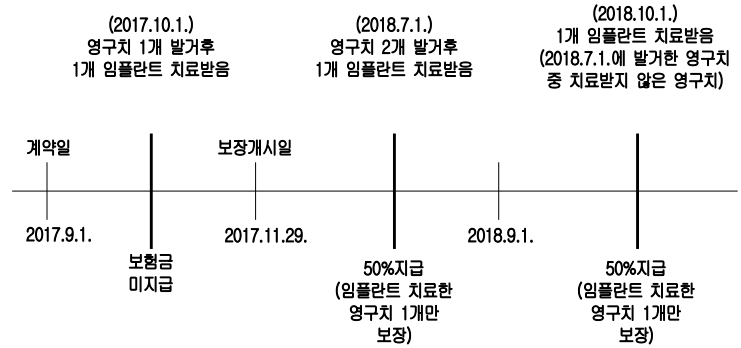 (2017.10.1.)
영구치 1개 발거후
1개 임플란트 치료받음
(2018.7.1.)
영구치 2개 발거후
1개 임플란트 치료받음
(2018.10.1.)
1개 임플란트 치료받음
(2018.7.1.에 발거한 영구치
중 치료받지 않은 영구치)
계약일
보장개시일
2017.9.1.
2017.11.29.
2018.9.1.
보험금
미지급
50%지급
(임플란트 치료한
영구치 1개만
보장)
50%지급
(임플란트 치료한
영구치 1개만
보장)